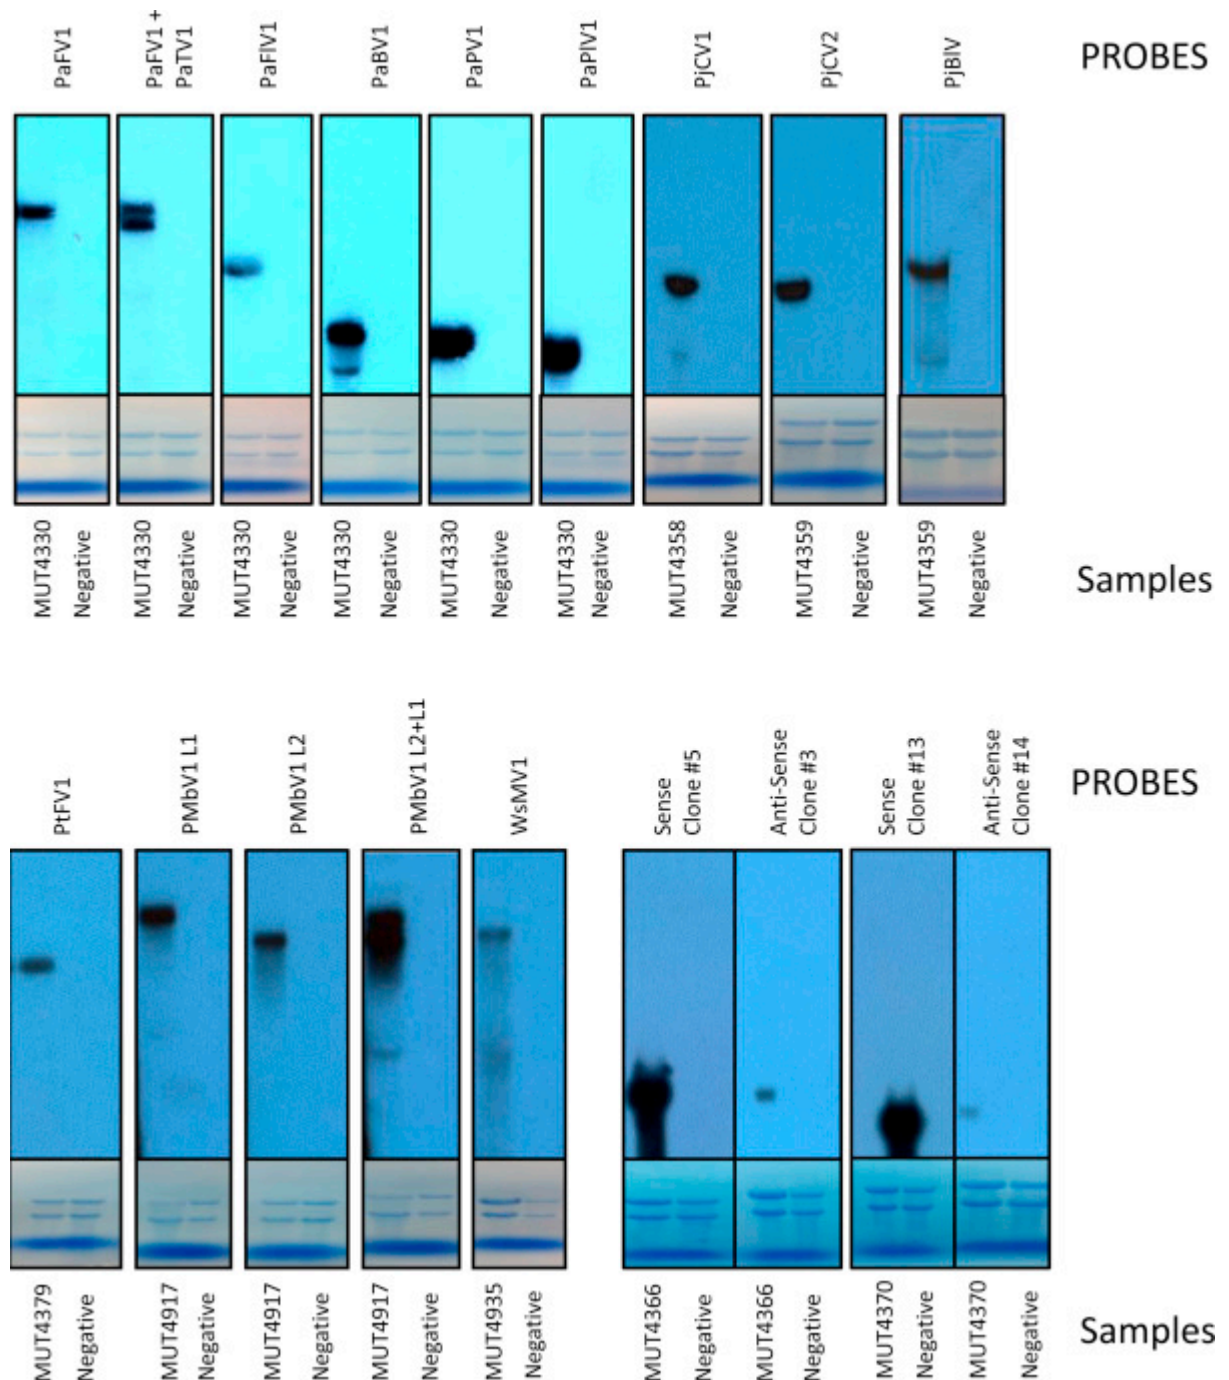 PaFV1
PaFV1 +
PaTV1
PaFlV1
PaBV1
PaPV1
PaPlV1
PjCV1
PjCV2
PjBlV
PROBES
MUT4330
Negative
MUT4330
Negative
MUT4330
Negative
MUT4330
Negative
MUT4330
Negative
MUT4330
Negative
MUT4358
Negative
MUT4359
Negative
MUT4359
Negative
Samples
PtFV1
PMbV1 L1
PMbV1 L2
PMbV1 L2+L1
WsMV1
Sense
Clone #5
Anti-Sense
Clone #3
Sense
Clone #13
Anti-Sense
Clone #14
PROBES
MUT4379
Negative
MUT4917
Negative
MUT4917
Negative
MUT4917
Negative
MUT4935
Negative
MUT4366
Negative
MUT4366
Negative
MUT4370
Negative
MUT4370
Negative
Samples